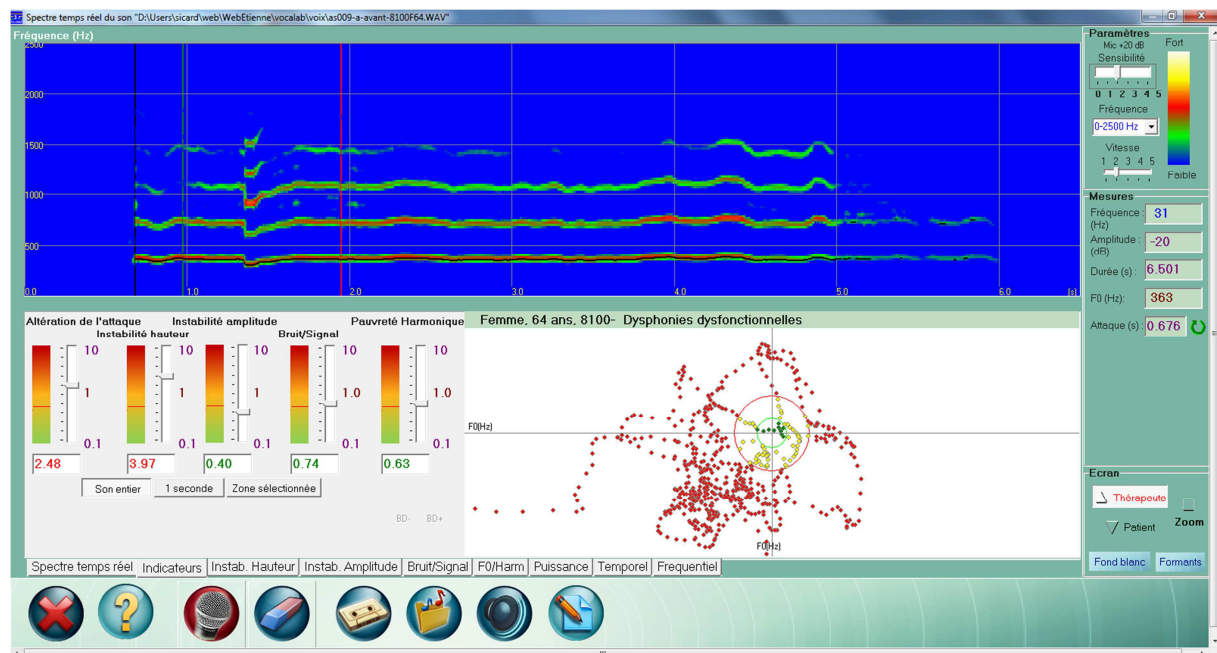 Spectre temps réel du son "D:\Users\sicard\web\WebEtienne\vocalab\voix\as009-a-avant-8100F64.WAV"
Fréquence (Hz)
2500
2000
1500
1000
500
0.0 1.0 2.0 3.0 4.0 5.0 6.0 [s]
Paramètres
Mic +20 dB
Fort
Sensibilité
0 1 2 3 4 5
Fréquence
0-2500 Hz
Vitesse
1 2 3 4 5
Faible
Mesures
Fréquence : 31
(Hz)
Amplitude : -20
(dB)
Durée (s) : 6.501
F0 (Hz): 363
Attaque (s) : 0.676
Altération de l'attaque Instabilité amplitude Pauvreté Harmonique
Instabilité hauteur Bruit/Signal
10 10 10 10 10
1 1 1 1.0 1.0
0.1 0.1 0.1 0.1 0.1
2.48 3.97 0.40 0.74 0.63
Son entier 1 seconde Zone sélectionnée
BD- BD+
Femme, 64 ans, 8100- Dysphonies dysfonctionnelles
F0(Hz)
F0(Hz)
Ecran
Thérapeute
Patient
Zoom
Fond blanc Formants
Spectre temps réel Indicateurs Instab. Hauteur Instab. Amplitude Bruit/Signal F0/Harm Puissance Temporel Frequentiel